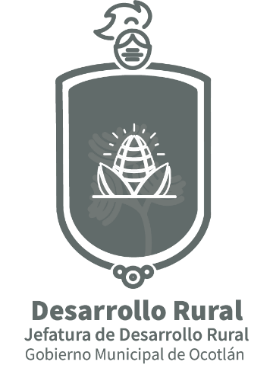 Desarrollo Rural
Jefatura de Desarrollo Rural
Gobierno Municipal de Ocotlán